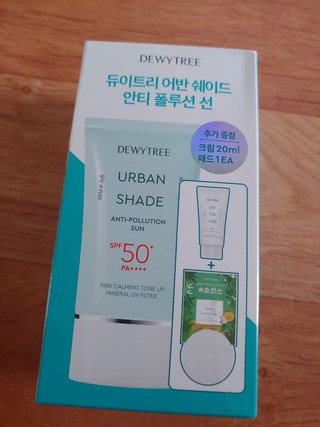 DEWYTREE
듀이트리 어반 쉐이드
안티 폴루션 선
추가 증정
크림 20ml
패드 1 EA
DEWYTREE
URBAN
SHADE
ANTI-POLLUTION
SUN
SPF 50+
PA++++
PINK CALMING TONE UP
MINERAL UV FILTER
+